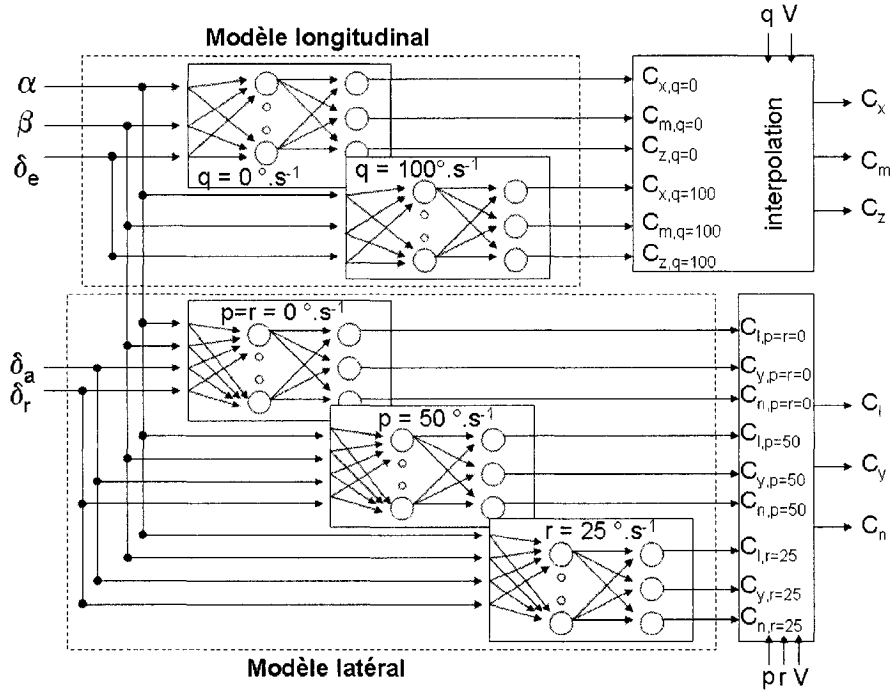 q V
Modèle longitudinal
α
β
δe
q = 0 °.s-1
q = 100°.s-1
Cx,q=0
Cm,q=0
Cz,q=0
Cx,q=100
Cm,q=100
Cz,q=100
interpolation
Cx
Cm
Cz
δa
δr
p=r = 0 °.s-1
p = 50 °.s-1
r = 25 °.s-1
Cl,p=r=0
Cy,p=r=0
Cn,p=r=0
Cl,p=50
Cy,p=50
Cn,p=50
Cl,r=25
Cy,r=25
Cn,r=25
Cl
Cy
Cn
Modèle latéral
p r V